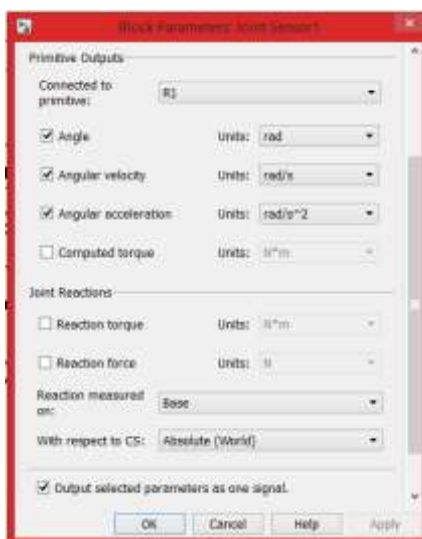 Block Parameters: Joint Sensor1
Primitive Outputs
Connected to primitive: R1
Angle Units: rad
Angular velocity Units: rad/s
Angular acceleration Units: rad/s^2
Computed torque Units: N*m
Joint Reactions
Reaction torque Units: N*m
Reaction force Units: N
Reaction measured on: Base
With respect to CS: Absolute (World)
Output selected parameters as one signal.
OK Cancel Help Apply